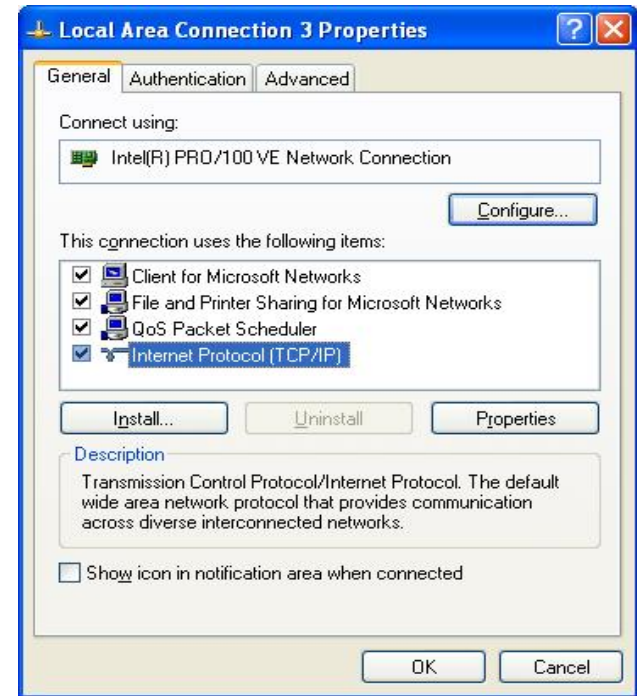 Local Area Connection 3 Properties
General Authentication Advanced
Connect using:
Intel(R) PRO/100 VE Network Connection
Configure...
This connection uses the following items:
Client for Microsoft Networks
File and Printer Sharing for Microsoft Networks
QoS Packet Scheduler
Internet Protocol (TCP/IP)
Install... Uninstall Properties
Description
Transmission Control Protocol/Internet Protocol. The default
wide area network protocol that provides communication
across diverse interconnected networks.
Show icon in notification area when connected
OK Cancel